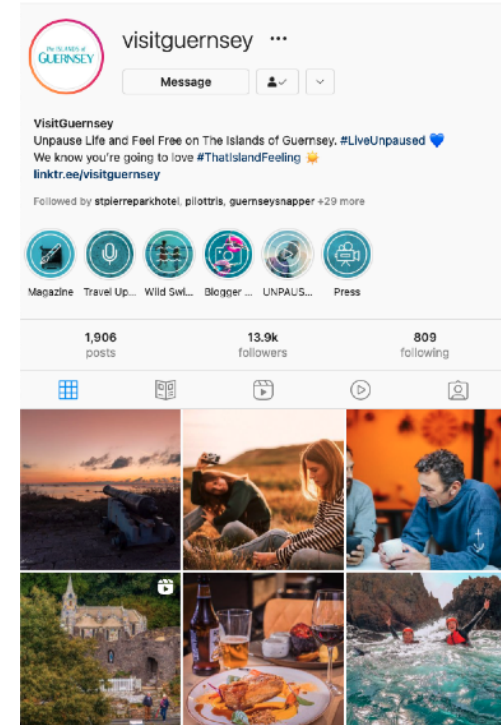 the ISLANDS of
GUERNSEY
visitguernsey ...
Message
VisitGuernsey
Unpause Life and Feel Free on The Islands of Guernsey. #LiveUnpaused 💙
We know you're going to love #ThatIslandFeeling ☀️
linktr.ee/visitguernsey
Followed by stpierreparkhotel, pilottris, guernseysnapper +29 more
Magazine Travel Up... Wild Swi... Blogger ... UNPAUS... Press
1,906 13.9k 809
posts followers following